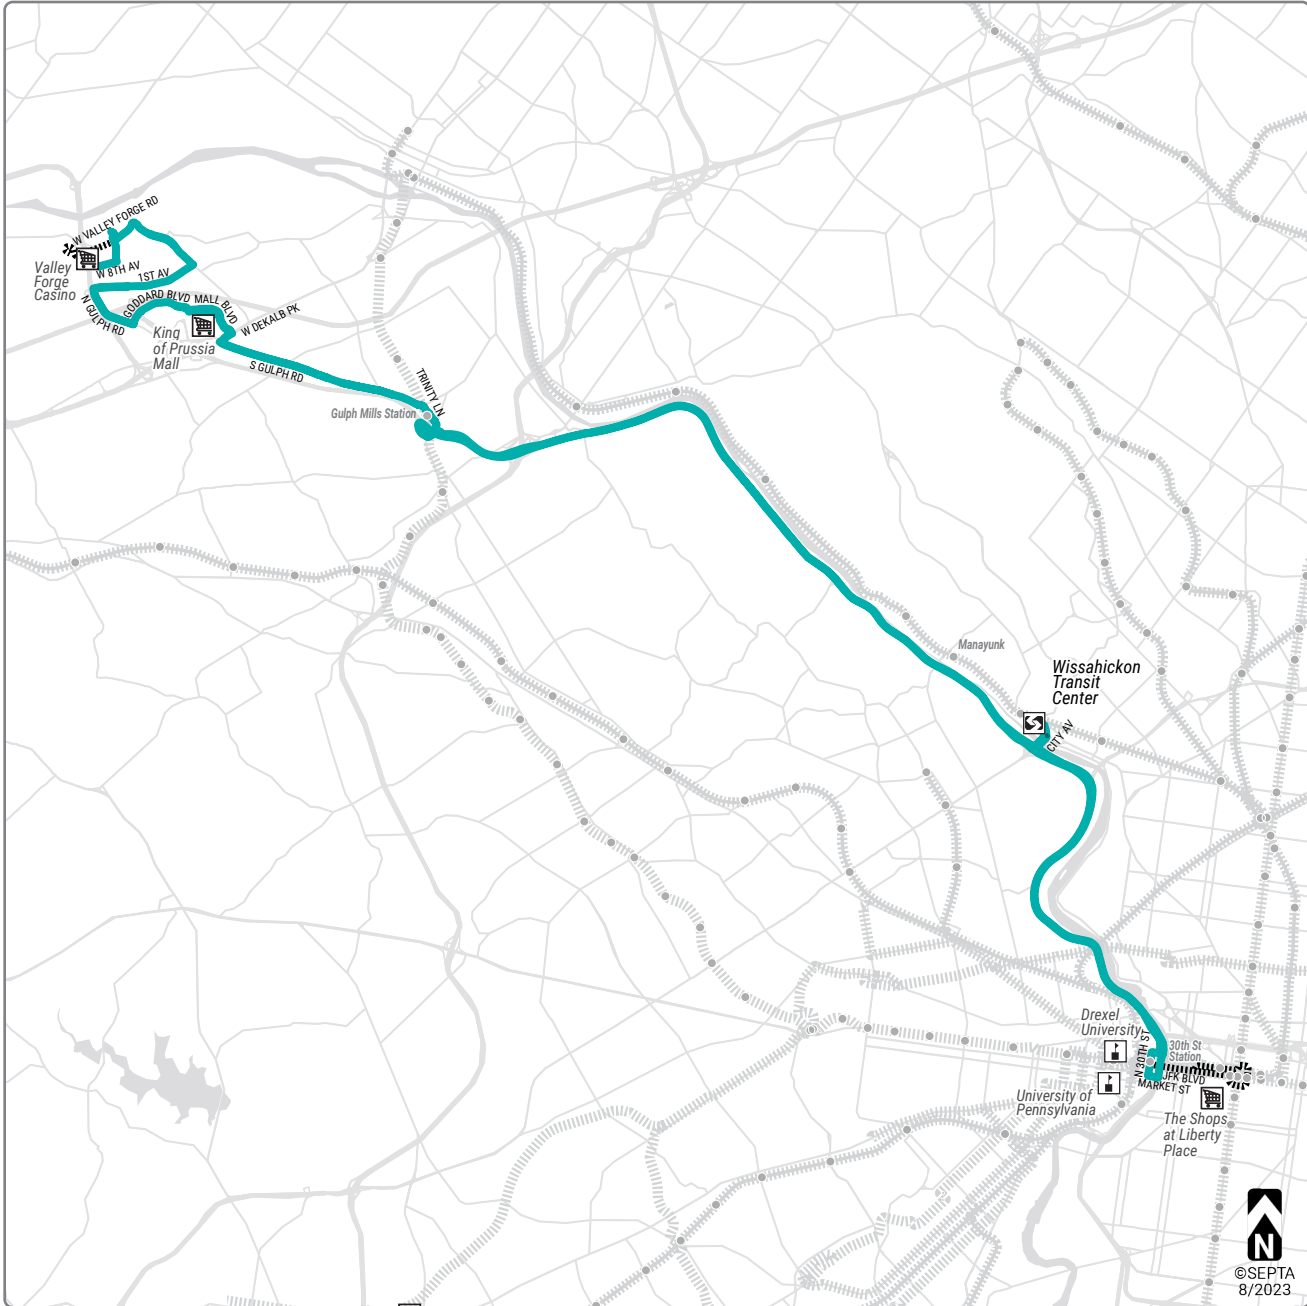 W VALLEY FORGE RD
Valley
Forge
Casino
W 8TH AV
1ST AV
N GULPH RD
GODDARD BLVD
MALL BLVD
W DEKALB PK
King
of Prussia
Mall
S GULPH RD
TRINITY LN
Gulph Mills Station
Manayunk
Wissahickon
Transit
Center
CITY AV
Drexel
University
N 30TH ST
30th St
Station
JFK BLVD
MARKET ST
University of
Pennsylvania
The Shops
at Liberty
Place
N
©SEPTA
8/2023